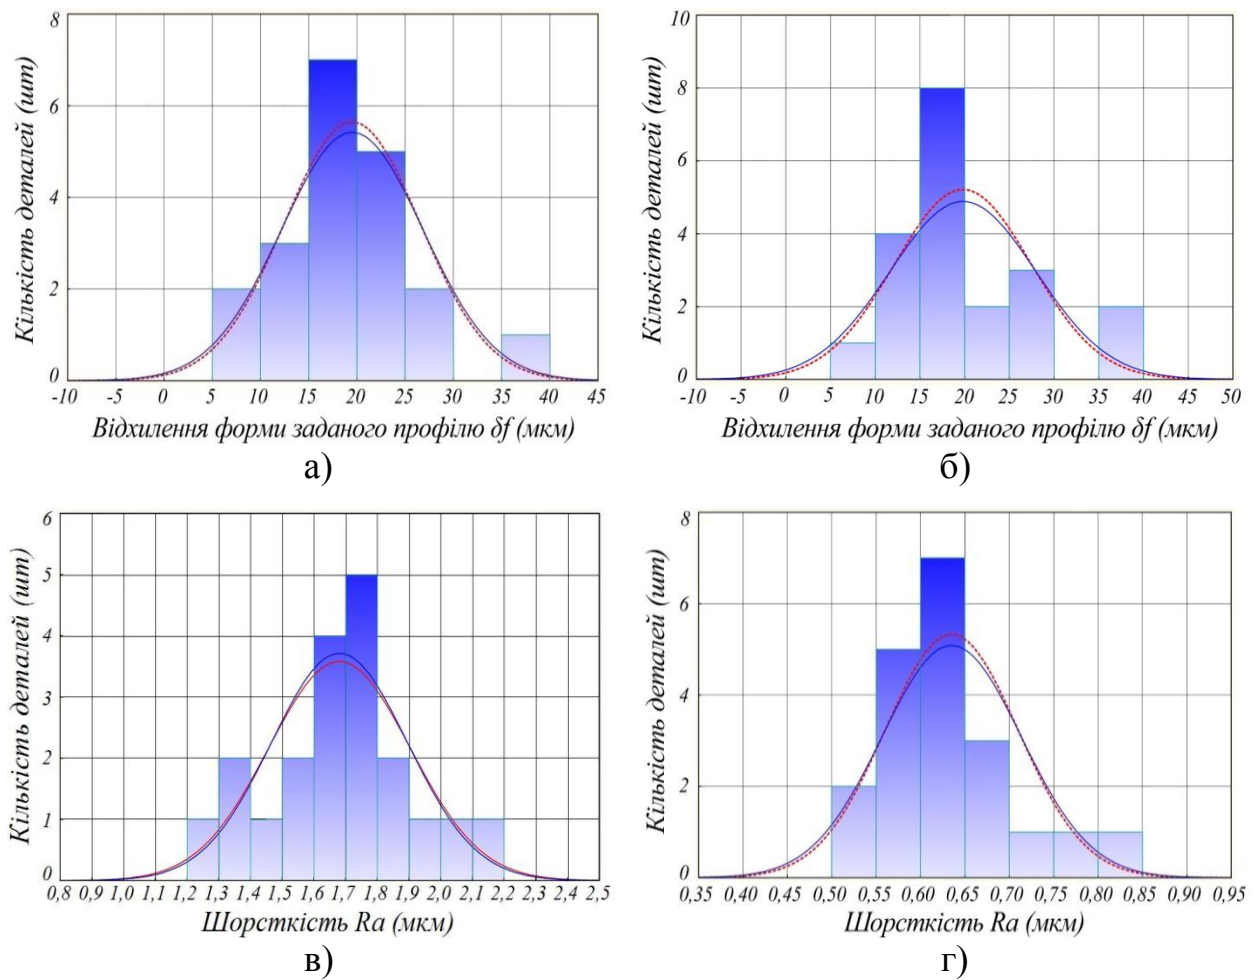 8
6
4
2
0
Кількість деталей (шт)
-10 -5 0 5 10 15 20 25 30 35 40 45
Відхилення форми заданого профілю δf (мкм)
а)
10
8
6
4
2
0
Кількість деталей (шт)
-10 -5 0 5 10 15 20 25 30 35 40 50
Відхилення форми заданого профілю δf (мкм)
б)
6
5
4
3
2
1
0
Кількість деталей (шт)
0,8 0,9 1,0 1,1 1,2 1,3 1,4 1,5 1,6 1,7 1,8 1,9 2,0 2,1 2,2 2,3 2,4 2,5
Шорсткість Ra (мкм)
в)
8
6
4
2
0
Кількість деталей (шт)
0,35 0,40 0,45 0,50 0,55 0,60 0,65 0,70 0,75 0,80 0,85 0,90 0,95
Шорсткість Ra (мкм)
г)